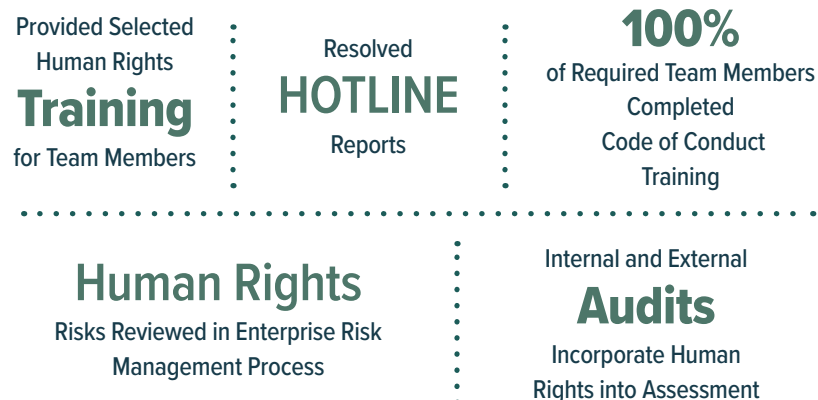 Provided Selected
Human Rights
Training
for Team Members
Resolved
HOTLINE
Reports
100%
of Required Team Members
Completed
Code of Conduct
Training
Human Rights
Risks Reviewed in Enterprise Risk
Management Process
Internal and External
Audits
Incorporate Human
Rights into Assessment